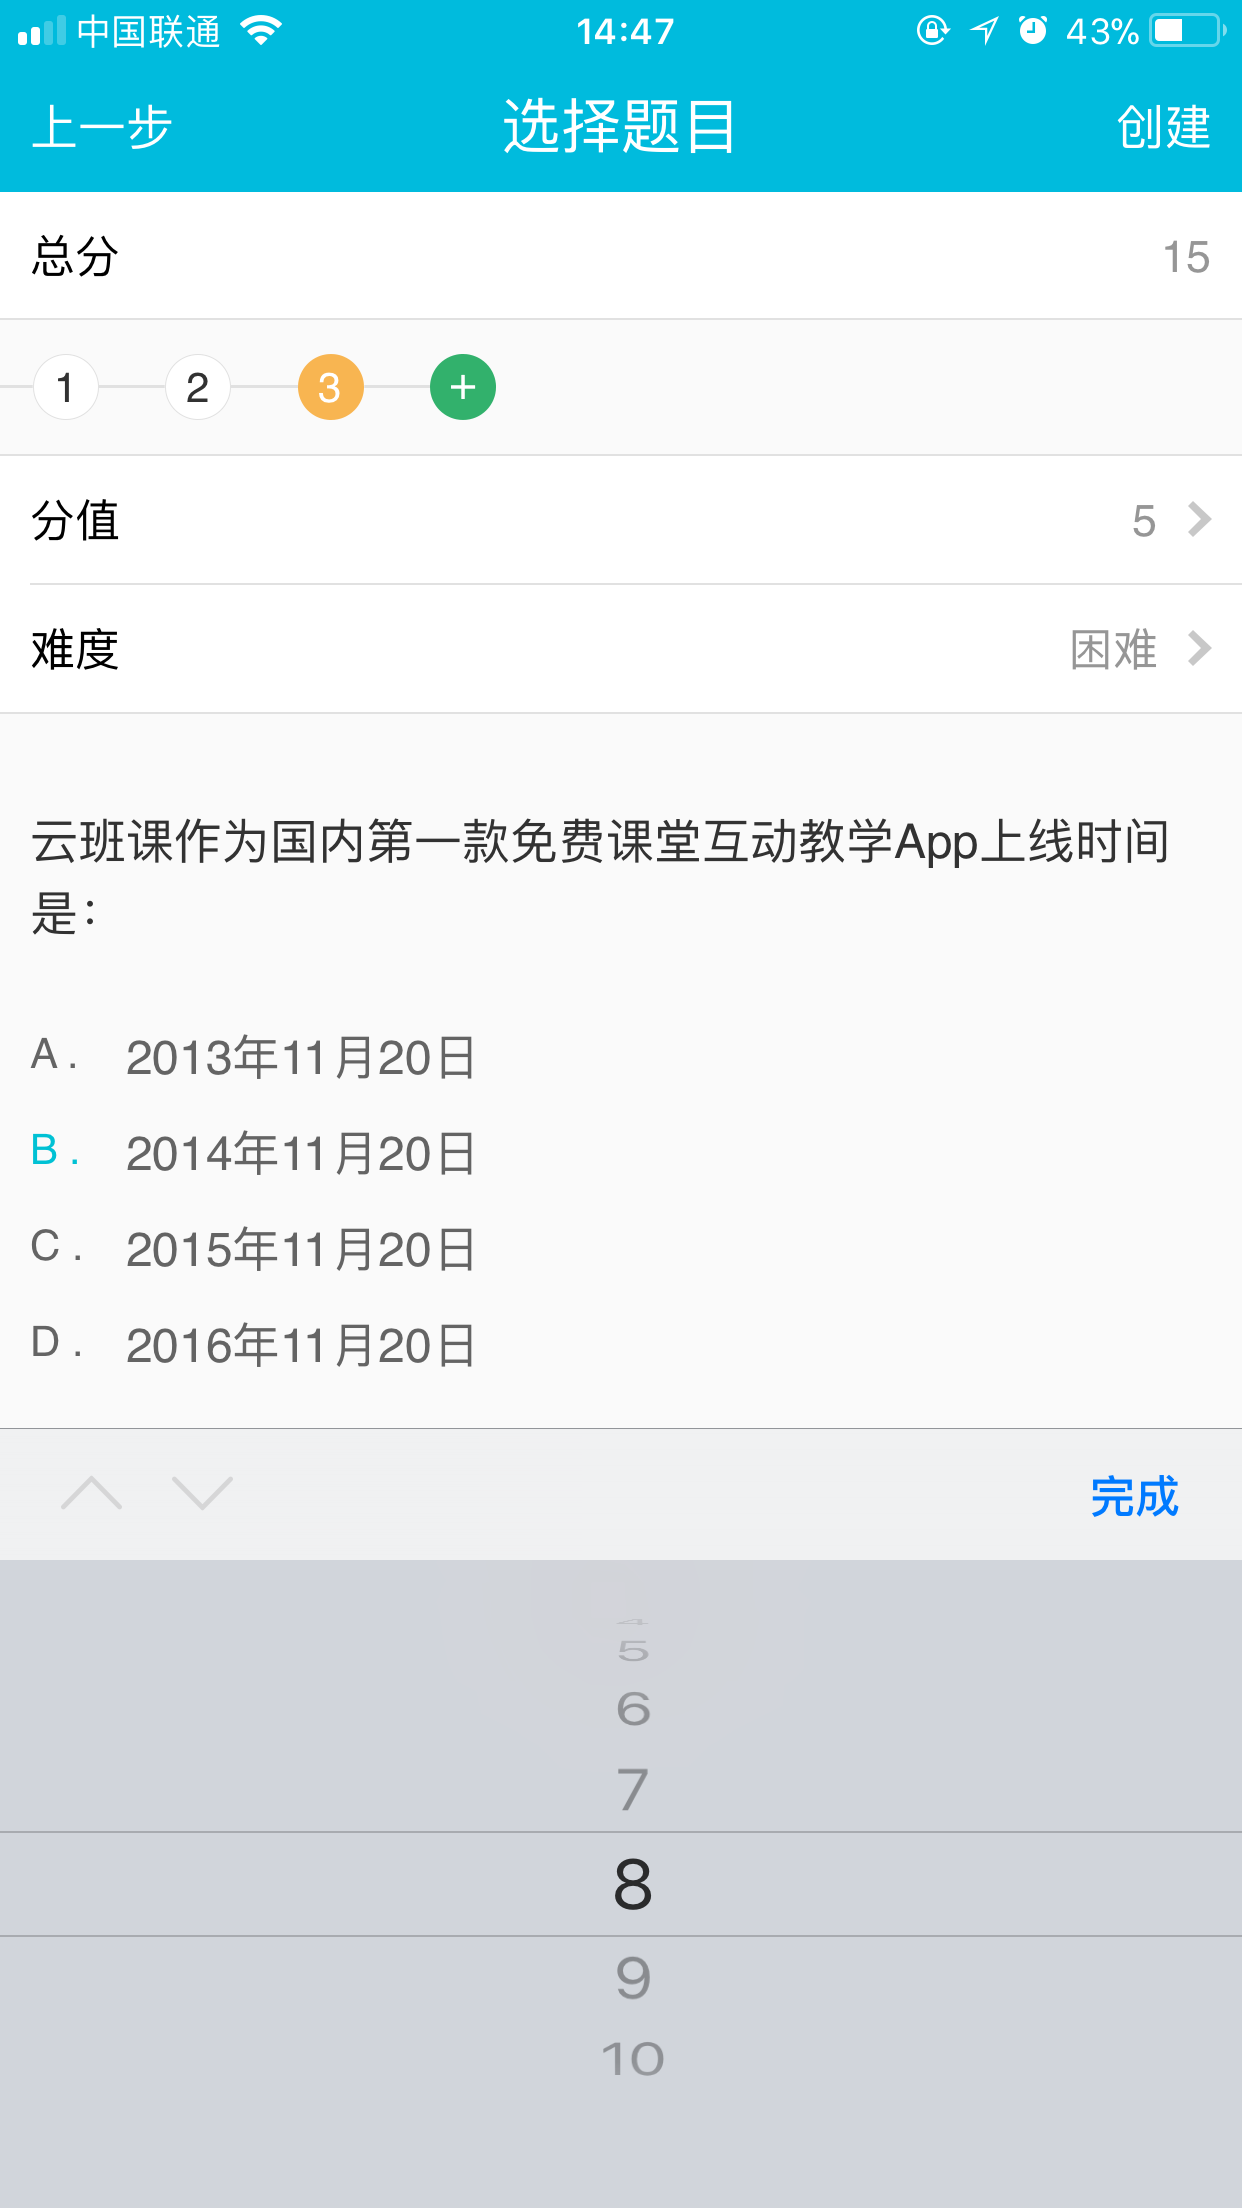 中国联通 14:47 43%
上一步 选择题目 创建
总分 15
1 2 3 +
分值 5
难度 困难
云班课作为国内第一款免费课堂互动教学App上线时间
是：
A . 2013年11月20日
B . 2014年11月20日
C . 2015年11月20日
D . 2016年11月20日
完成
4
5
6
7
8
9
10